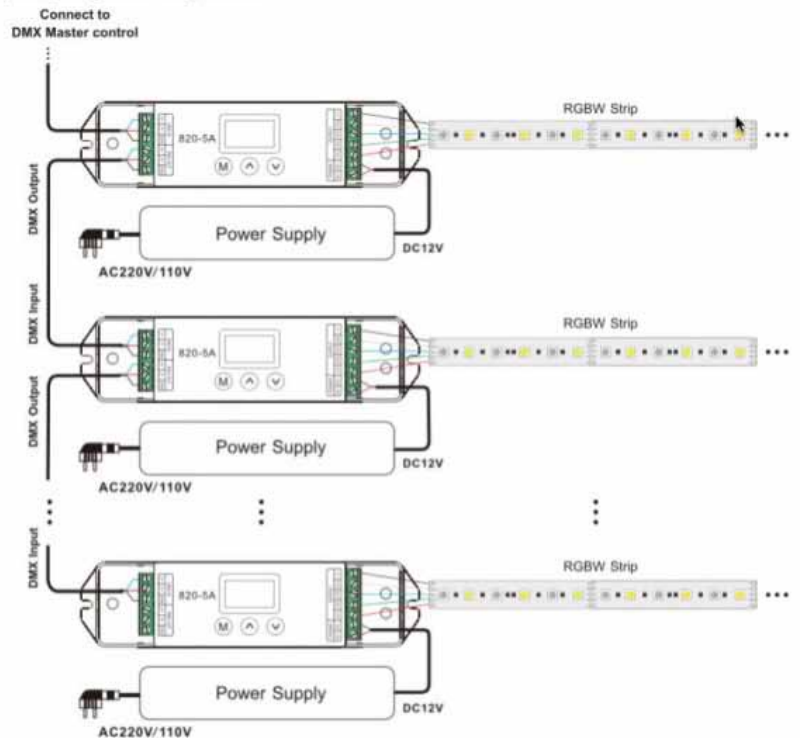 Connect to
DMX Master control
RGBW Strip
820-5A
M
DMX Output
Power Supply
DC12V
AC220V/110V
DMX Input
RGBW Strip
820-5A
M
DMX Output
Power Supply
DC12V
AC220V/110V
DMX Input
RGBW Strip
820-5A
M
Power Supply
DC12V
AC220V/110V